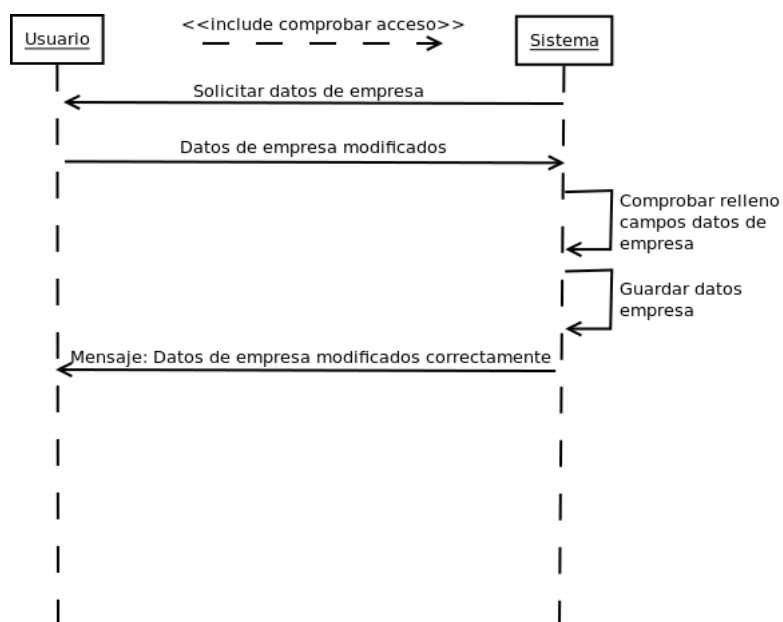 <<include comprobar acceso>>
Usuario
Sistema
Solicitar datos de empresa
Datos de empresa modificados
Comprobar relleno
campos datos de
empresa
Guardar datos
empresa
Mensaje: Datos de empresa modificados correctamente